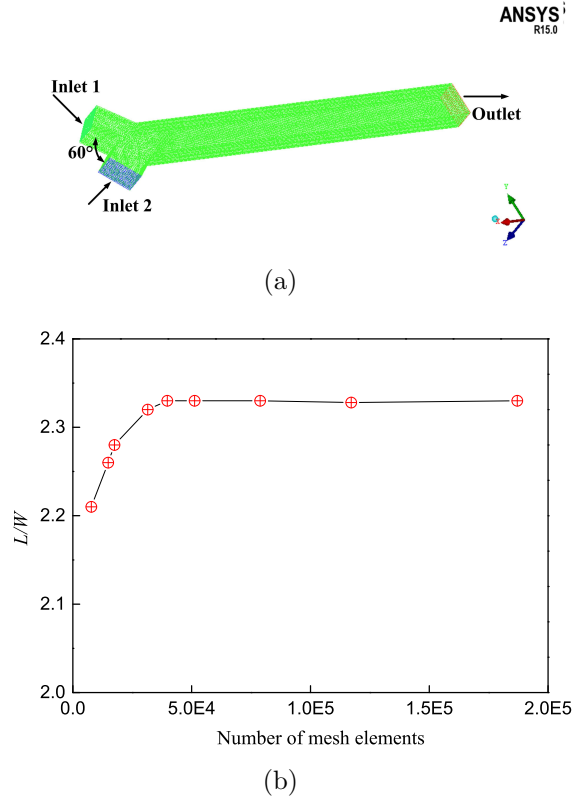 ANSYS
R15.0
Inlet 1
60°
Inlet 2
Outlet
Y
X
Z
(a)
2.4
2.3
2.2
2.1
2.0
L/W
0.0
5.0E4
1.0E5
1.5E5
2.0E5
Number of mesh elements
(b)